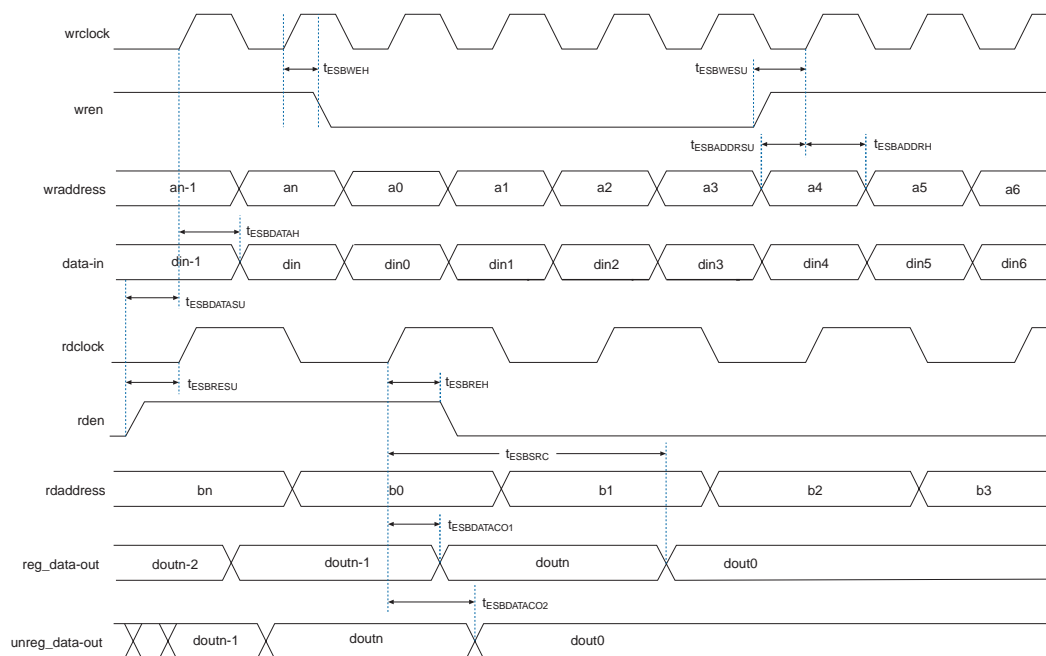 wrclock
tESBWEH
tESBWESU
wren
tESBADDRSU
tESBADDRH
wraddress an-1 an a0 a1 a2 a3 a4 a5 a6
tESBDATAH
data-in din-1 din din0 din1 din2 din3 din4 din5 din6
tESBDATASU
rdclock
tESBRESU
tESBREH
rden
tESBSRC
rdaddress bn b0 b1 b2 b3
tESBDATACO1
reg_data-out doutn-2 doutn-1 doutn dout0
tESBDATACO2
unreg_data-out doutn-1 doutn dout0